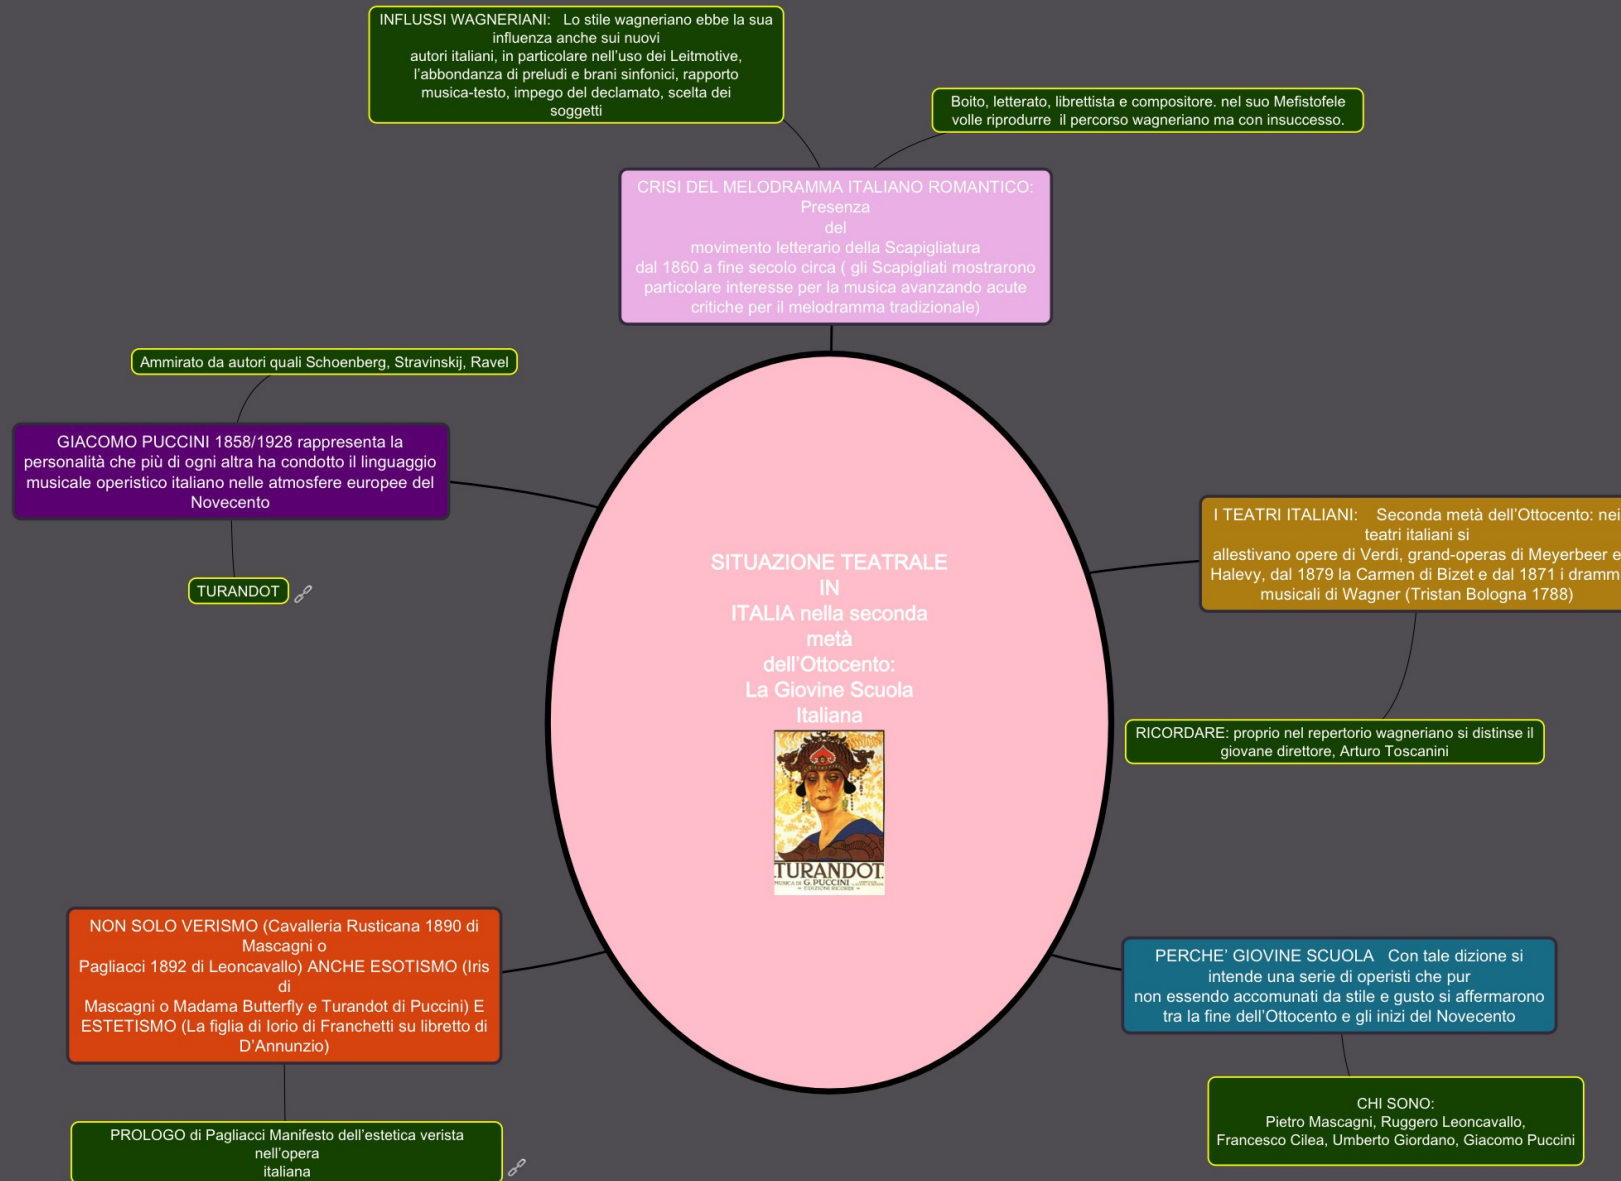 INFLUSSI WAGNERIANI:   Lo stile wagneriano ebbe la sua
influenza anche sui nuovi
autori italiani, in particolare nell'uso dei Leitmotive,
l'abbondanza di preludi e brani sinfonici, rapporto
musica-testo, impego del declamato, scelta dei
soggetti
Boito, letterato, librettista e compositore. nel suo Mefistofele
volle riprodurre  il percorso wagneriano ma con insuccesso.
CRISI DEL MELODRAMMA ITALIANO ROMANTICO:
Presenza
del
movimento letterario della Scapigliatura
dal 1860 a fine secolo circa ( gli Scapigliati mostrarono
particolare interesse per la musica avanzando acute
critiche per il melodramma tradizionale)
Ammirato da autori quali Schoenberg, Stravinskij, Ravel
GIACOMO PUCCINI 1858/1928 rappresenta la
personalità che più di ogni altra ha condotto il linguaggio
musicale operistico italiano nelle atmosfere europee del
Novecento
TURANDOT
SITUAZIONE TEATRALE
IN
ITALIA nella seconda
metà
dell'Ottocento:
La Giovine Scuola
Italiana
TURANDOT
MUSICA DI G. PUCCINI
EDIZIONI RICORDI
I TEATRI ITALIANI:    Seconda metà dell'Ottocento: nei
teatri italiani si
allestivano opere di Verdi, grand-operas di Meyerbeer e
Halevy, dal 1879 la Carmen di Bizet e dal 1871 i dramm
musicali di Wagner (Tristan Bologna 1788)
RICORDARE: proprio nel repertorio wagneriano si distinse il
giovane direttore, Arturo Toscanini
NON SOLO VERISMO (Cavalleria Rusticana 1890 di
Mascagni o
Pagliacci 1892 di Leoncavallo) ANCHE ESOTISMO (Iris
di
Mascagni o Madama Butterfly e Turandot di Puccini) E
ESTETISMO (La figlia di Iorio di Franchetti su libretto di
D'Annunzio)
PROLOGO di Pagliacci Manifesto dell'estetica verista
nell'opera
italiana
PERCHE' GIOVINE SCUOLA   Con tale dizione si
intende una serie di operisti che pur
non essendo accomunati da stile e gusto si affermarono
tra la fine dell'Ottocento e gli inizi del Novecento
CHI SONO:
Pietro Mascagni, Ruggero Leoncavallo,
Francesco Cilea, Umberto Giordano, Giacomo Puccini